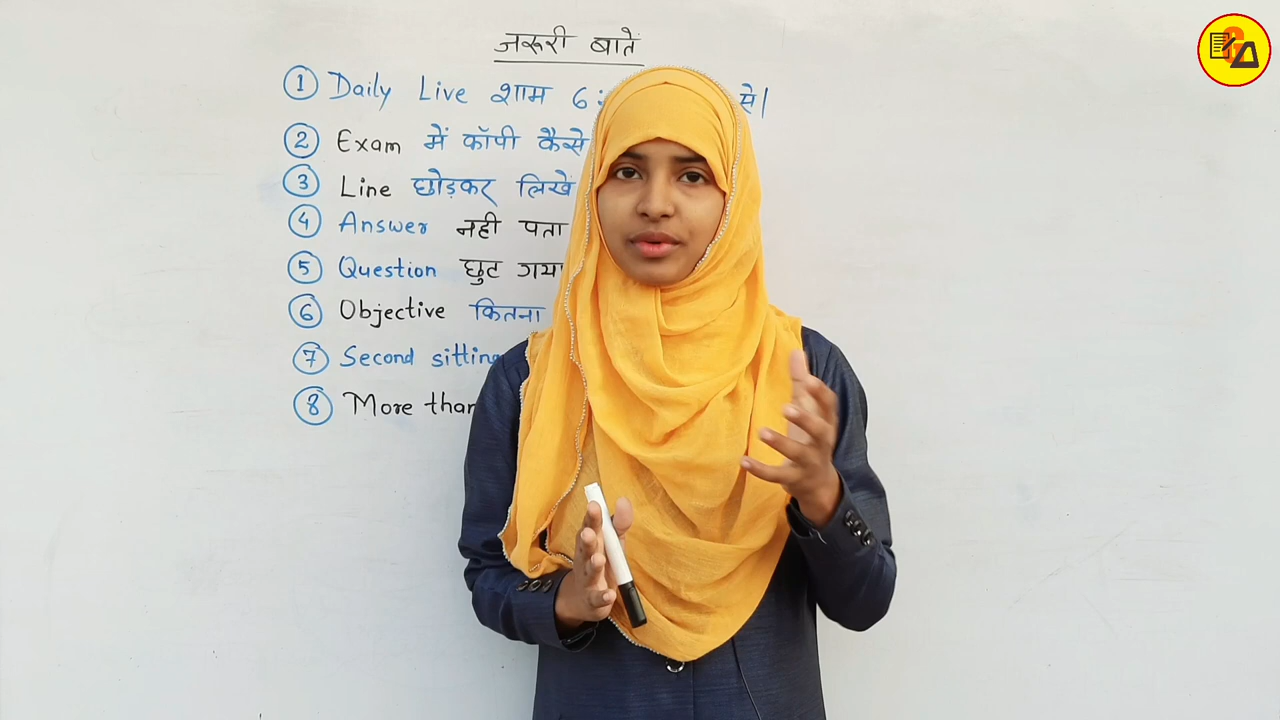 जरूरी बातें
① Daily Live शाम 6: से।
② Exam में कॉपी कैसे
③ Line छोड़कर लिखें
④ Answer नही पता
⑤ Question छुट गया
⑥ Objective कितना
⑦ Second sitting
⑧ More than